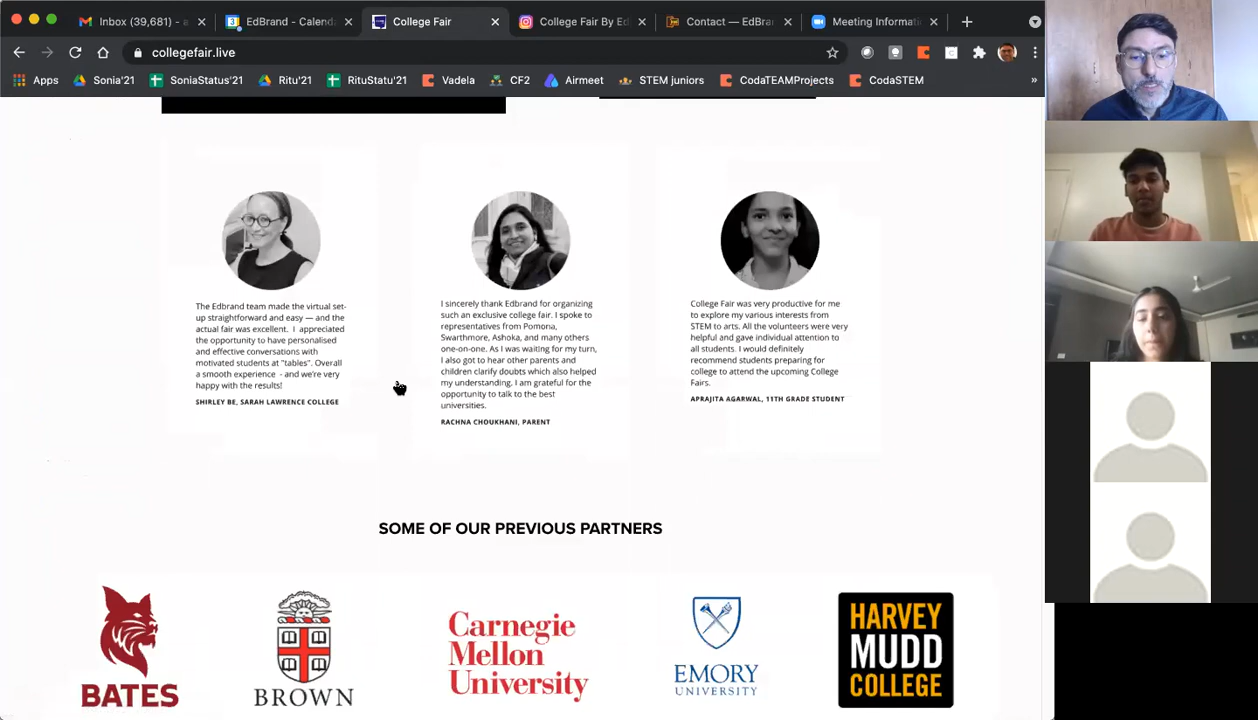 Inbox (39,681) - a
EdBrand - Calenda
College Fair
College Fair By Ed
Contact — EdBra
Meeting Informati
collegefair.live
Apps
Sonia'21
SoniaStatus'21
Ritu'21
RituStatu'21
Vadela
CF2
Airmeet
STEM juniors
CodaTEAMProjects
CodaSTEM
»
The Edbrand team made the virtual set-
up straightforward and easy — and the
actual fair was excellent. I appreciated
the opportunity to have personalised
and effective conversations with
motivated students at "tables". Overall
a smooth experience - and we're very
happy with the results!
SHIRLEY BE, SARAH LAWRENCE COLLEGE
I sincerely thank Edbrand for organizing
such an exclusive college fair. I spoke to
representatives from Pomona,
Swarthmore, Ashoka, and many others
one-on-one. As I was waiting for my turn,
I also got to hear other parents and
children clarify doubts which also helped
my understanding. I am grateful for the
opportunity to talk to the best
universities.
RACHNA CHOUKHANI, PARENT
College Fair was very productive for me
to explore my various interests from
STEM to arts. All the volunteers were very
helpful and gave individual attention to
all students. I would definitely
recommend students preparing for
college to attend the upcoming College
Fairs.
APRAJITA AGARWAL, 11TH GRADE STUDENT
SOME OF OUR PREVIOUS PARTNERS
BATES
BROWN
Carnegie
Mellon
University
EMORY
UNIVERSITY
HARVEY
MUDD
COLLEGE